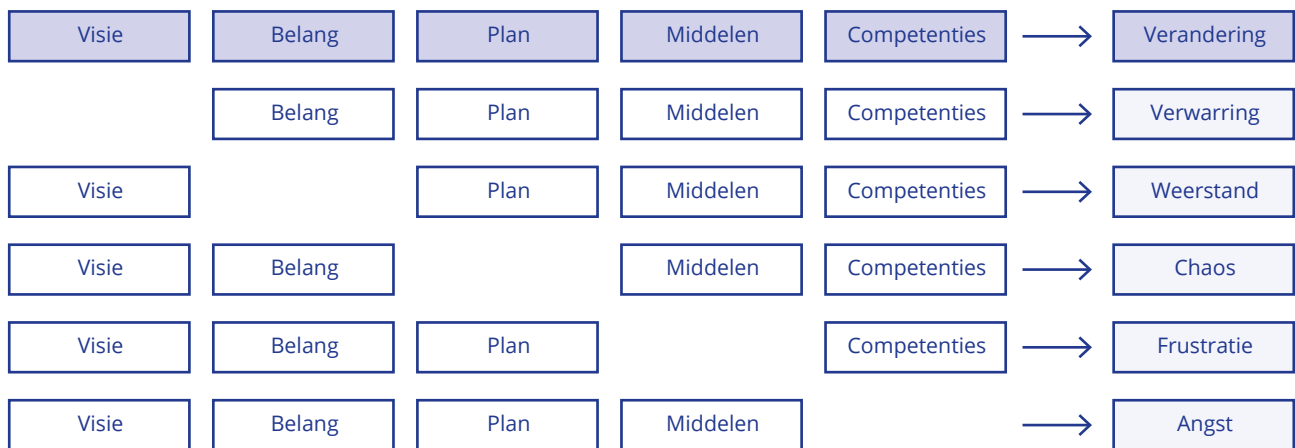 Visie Belang Plan Middelen Competenties Verandering
Belang Plan Middelen Competenties Verwarring
Visie Plan Middelen Competenties Weerstand
Visie Belang Middelen Competenties Chaos
Visie Belang Plan Competenties Frustratie
Visie Belang Plan Middelen Angst